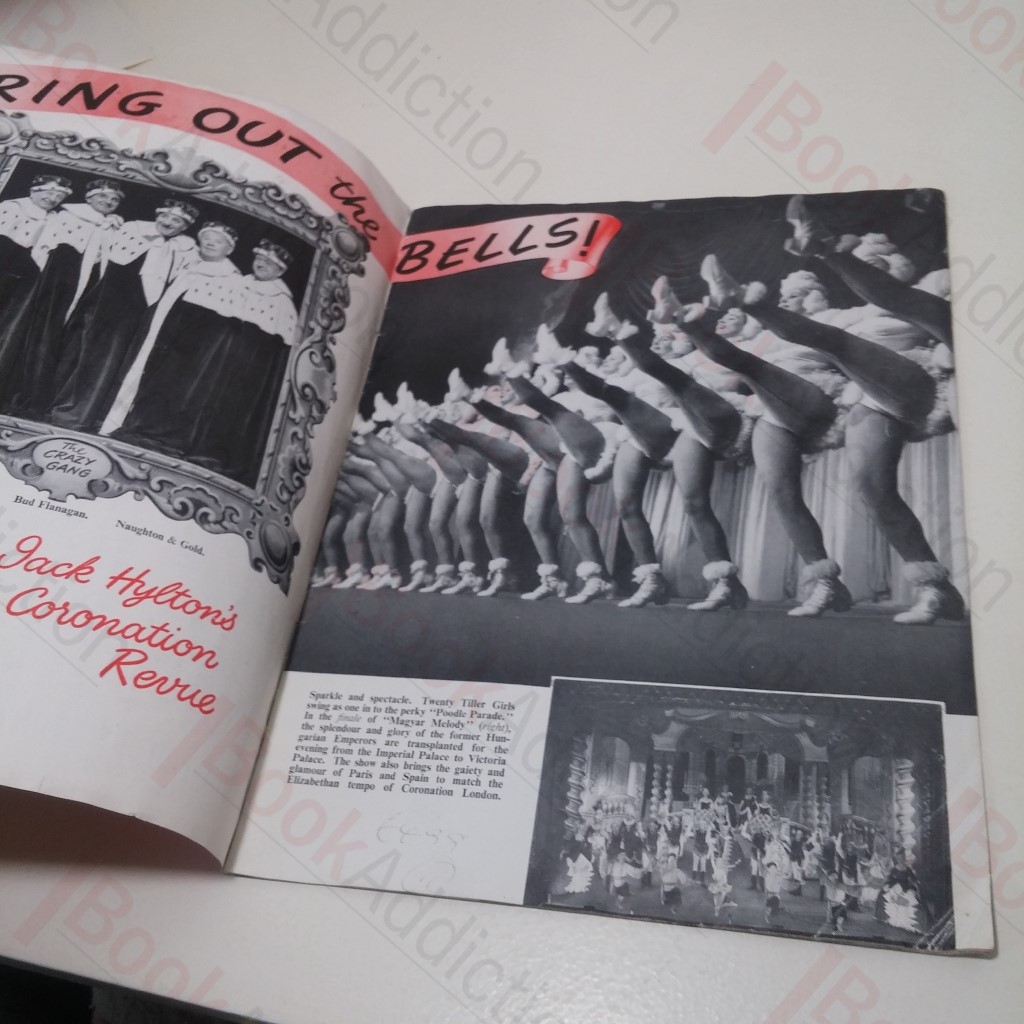 RING OUT the
BELLS!
The
CRAZY
GANG
Bud Flanagan. Naughton & Gold.
Jack Hylton's
Coronation
Revue
Sparkle and spectacle. Twenty Tiller Girls
swing as one in to the perky "Poodle Parade."
In the finale of "Magyar Melody" (right),
the splendour and glory of the former Hun-
garian Emperors are transplanted for the
evening from the Imperial Palace to Victoria
Palace. The show also brings the gaiety and
glamour of Paris and Spain to match the
Elizabethan tempo of Coronation London.
BookAddiction